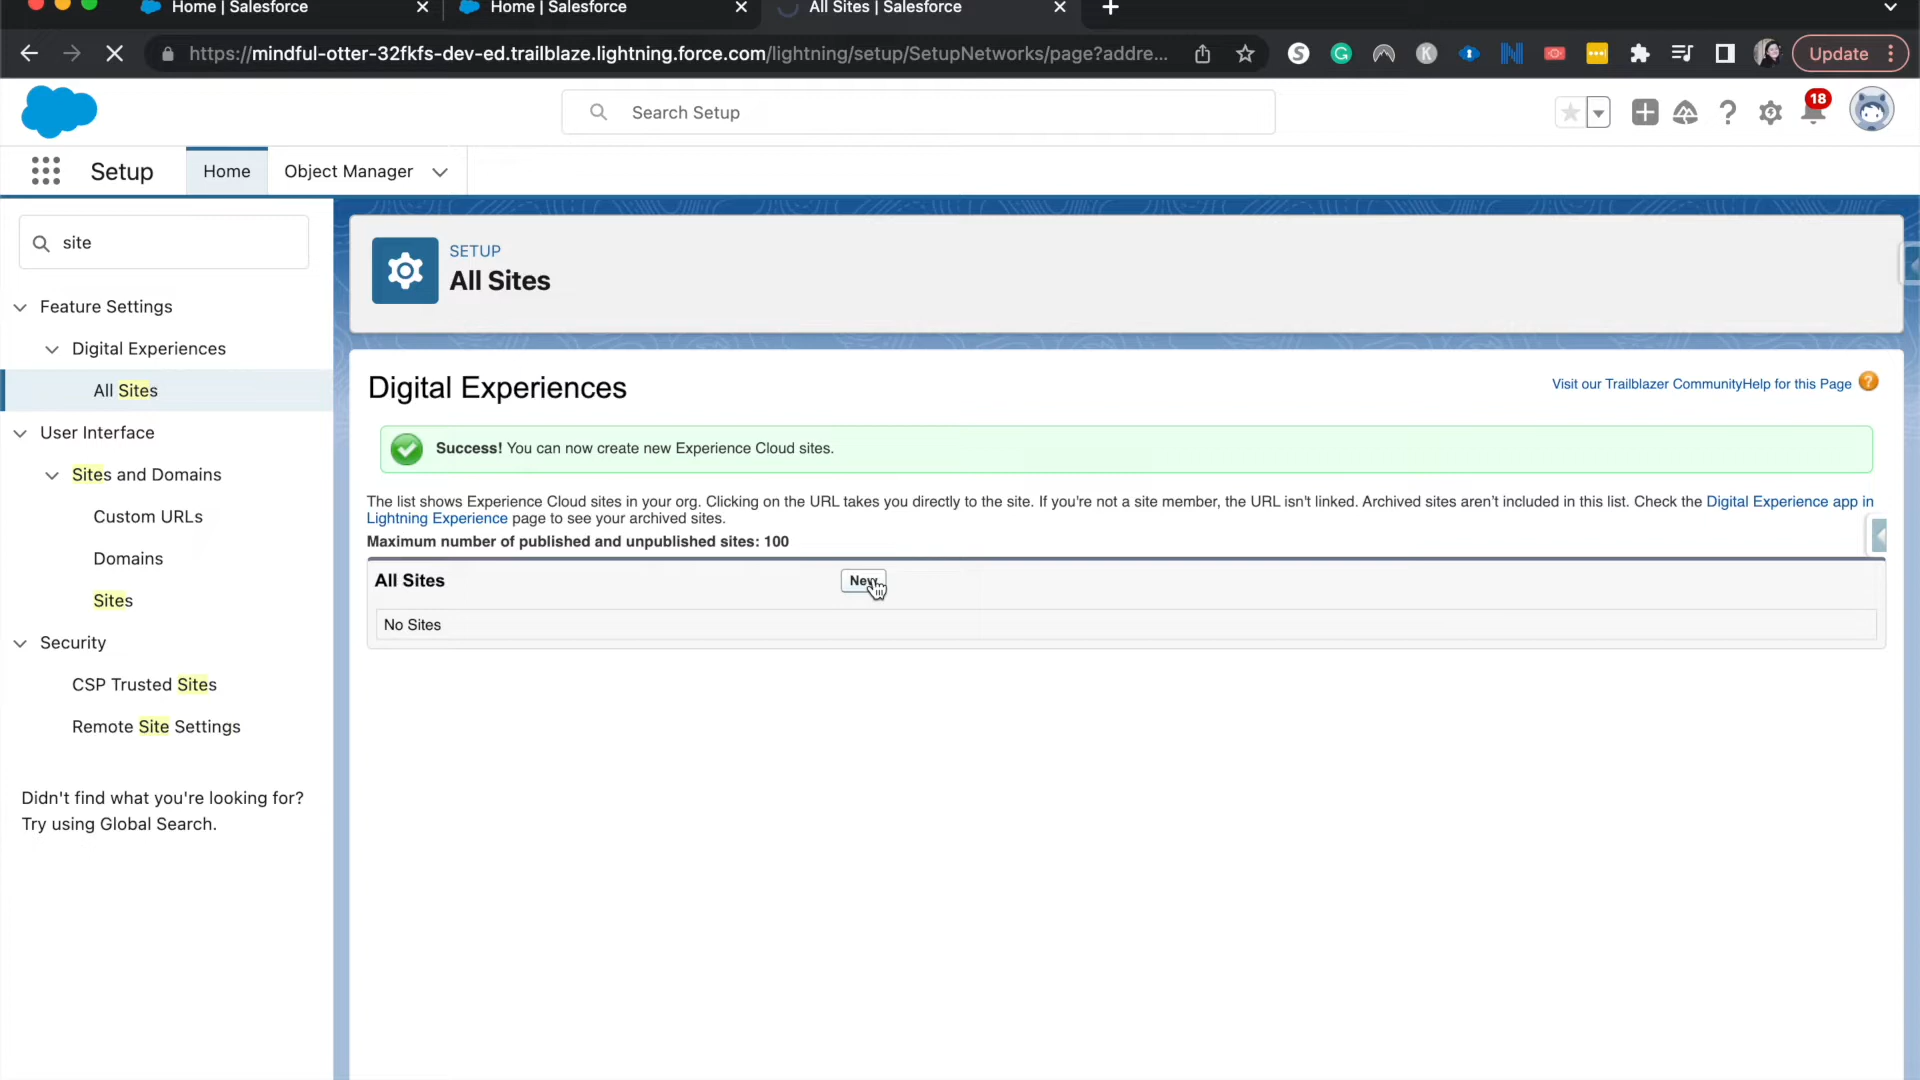 Home | Salesforce
Home | Salesforce
All Sites | Salesforce
https://mindful-otter-32fkfs-dev-ed.trailblaze.lightning.force.com/lightning/setup/SetupNetworks/page?addre...
Update
Search Setup
18
Setup
Home
Object Manager
site
Feature Settings
Digital Experiences
All Sites
User Interface
Sites and Domains
Custom URLs
Domains
Sites
Security
CSP Trusted Sites
Remote Site Settings
Didn't find what you're looking for?
Try using Global Search.
SETUP
All Sites
Digital Experiences
Visit our Trailblazer CommunityHelp for this Page
Success! You can now create new Experience Cloud sites.
The list shows Experience Cloud sites in your org. Clicking on the URL takes you directly to the site. If you're not a site member, the URL isn't linked. Archived sites aren't included in this list. Check the Digital Experience app in
Lightning Experience page to see your archived sites.
Maximum number of published and unpublished sites: 100
All Sites
New
No Sites